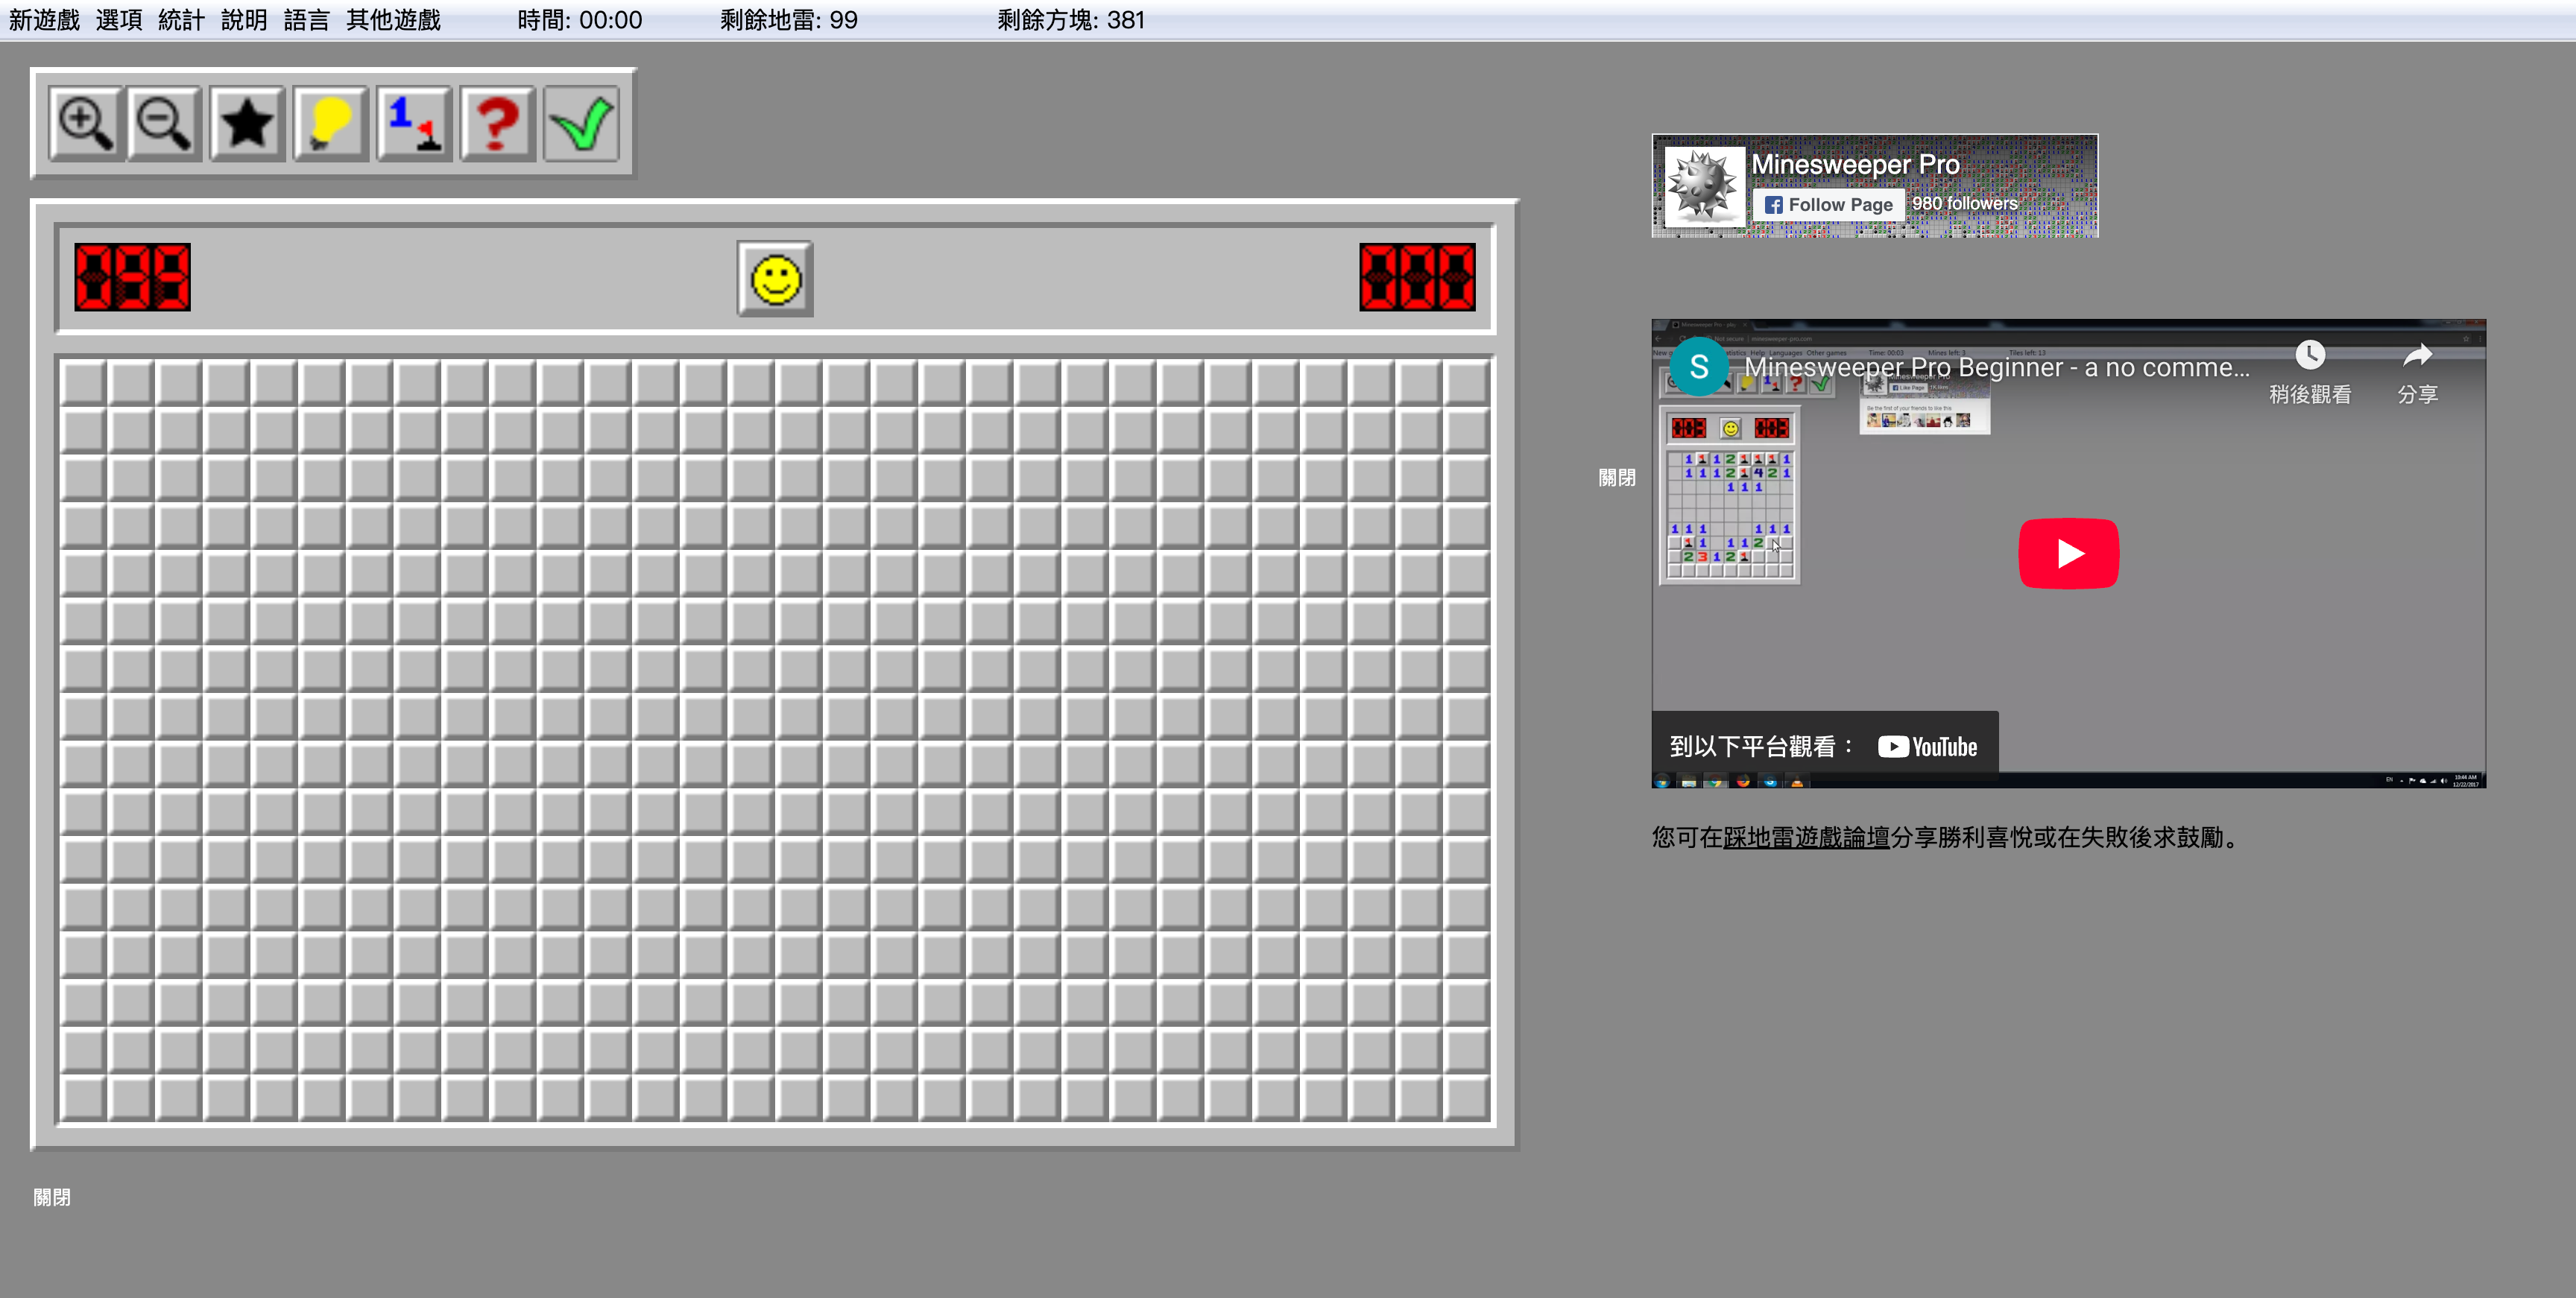 新遊戲 選項 統計 說明 語言 其他遊戲 時間: 00:00 剩餘地雷: 99 剩餘方塊: 381
1 ?
Minesweeper Pro
Follow Page 980 followers
099 000
S Minesweeper Pro Beginner - a no comme...
稍後觀看 分享
關閉
到以下平台觀看： YouTube
您可在踩地雷遊戲論壇分享勝利喜悅或在失敗後求鼓勵。
關閉